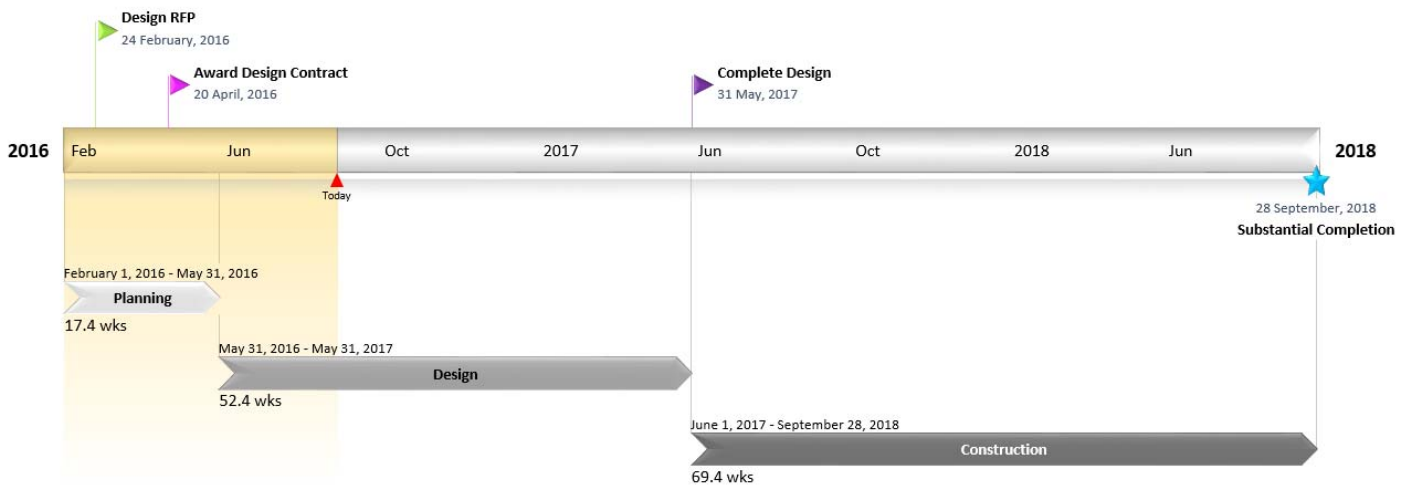 Design RFP
24 February, 2016
Award Design Contract
20 April, 2016
Complete Design
31 May, 2017
2016 Feb Jun Oct 2017 Jun Oct 2018 Jun 2018
Today
28 September, 2018
Substantial Completion
February 1, 2016 - May 31, 2016
Planning
17.4 wks
May 31, 2016 - May 31, 2017
Design
52.4 wks
June 1, 2017 - September 28, 2018
Construction
69.4 wks